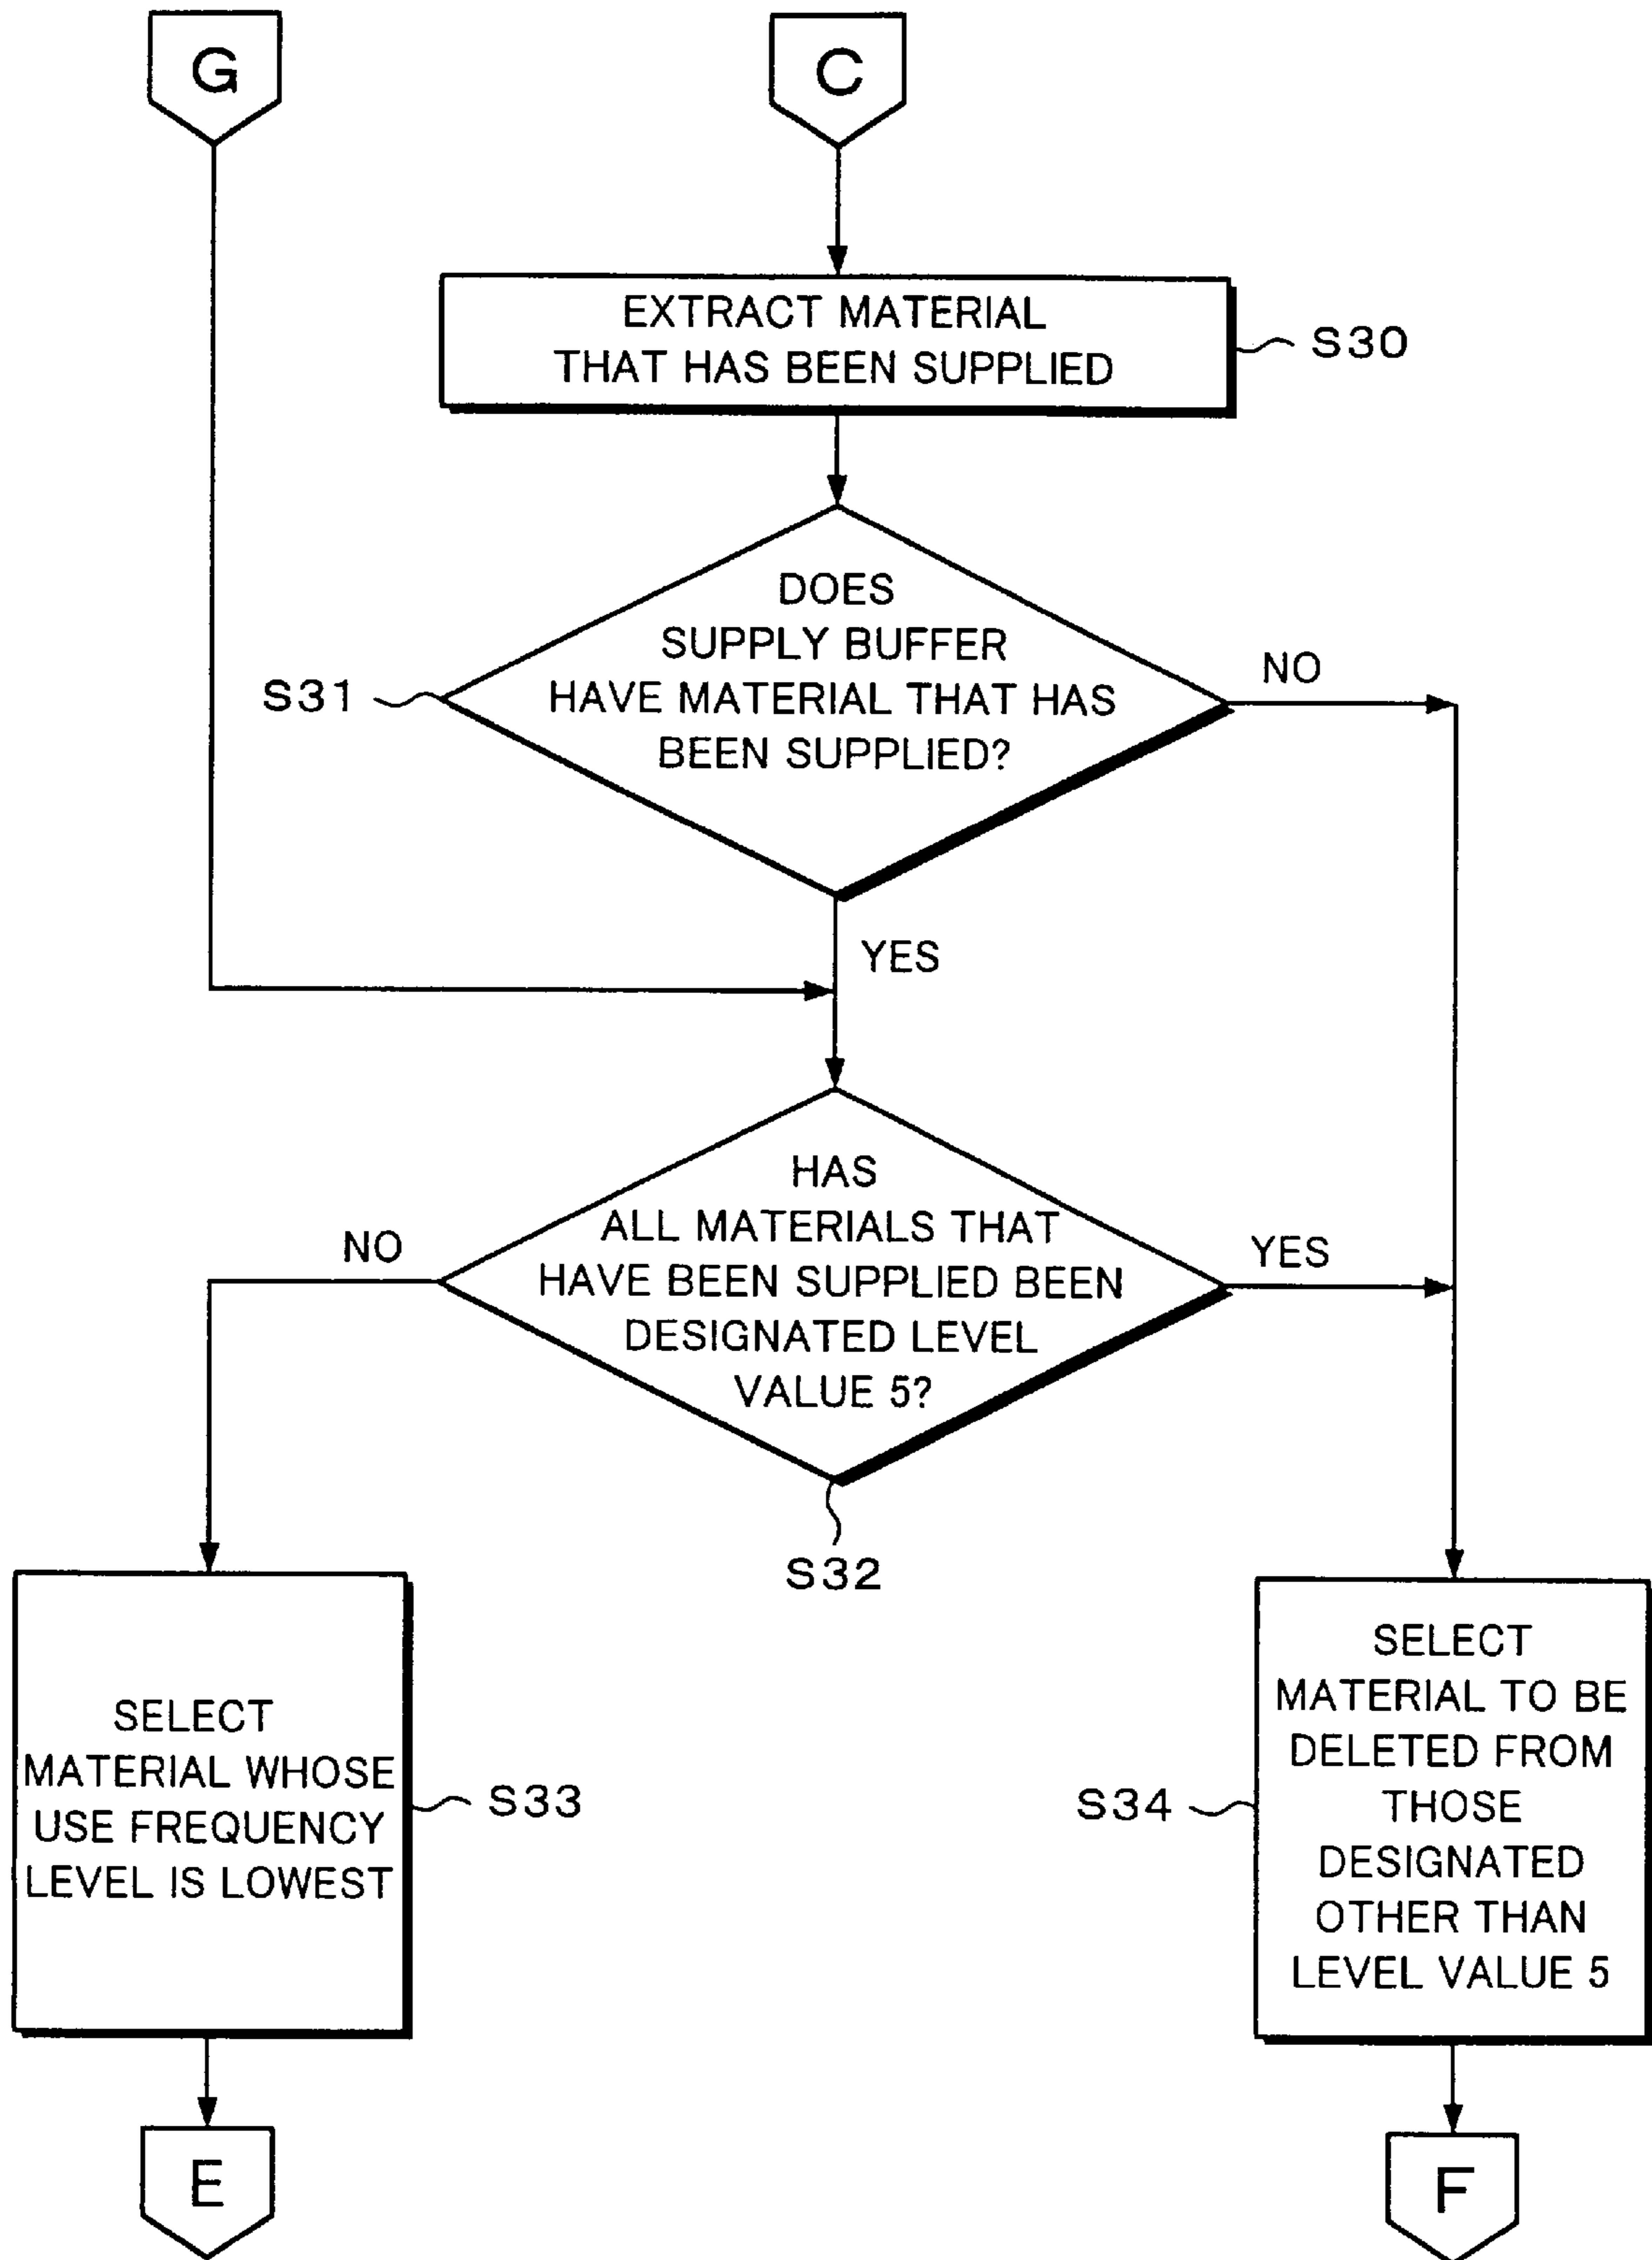 G
C
EXTRACT MATERIAL
THAT HAS BEEN SUPPLIED
S30
DOES
SUPPLY BUFFER
HAVE MATERIAL THAT HAS
BEEN SUPPLIED?
S31
NO
YES
HAS
ALL MATERIALS THAT
HAVE BEEN SUPPLIED BEEN
DESIGNATED LEVEL
VALUE 5?
NO
YES
S32
SELECT
MATERIAL WHOSE
USE FREQUENCY
LEVEL IS LOWEST
S33
S34
SELECT
MATERIAL TO BE
DELETED FROM
THOSE
DESIGNATED
OTHER THAN
LEVEL VALUE 5
E
F